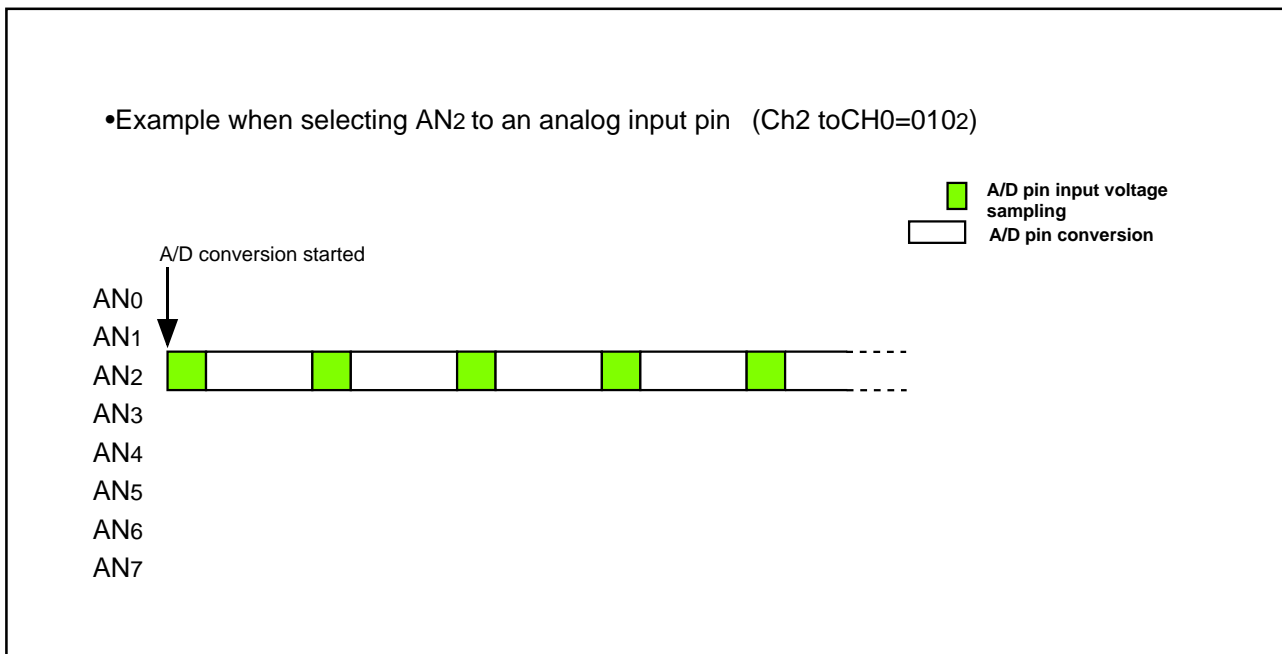 •Example when selecting AN2 to an analog input pin (Ch2 toCH0=0102)
A/D pin input voltage
sampling
A/D pin conversion
A/D conversion started
AN0
AN1
AN2
AN3
AN4
AN5
AN6
AN7